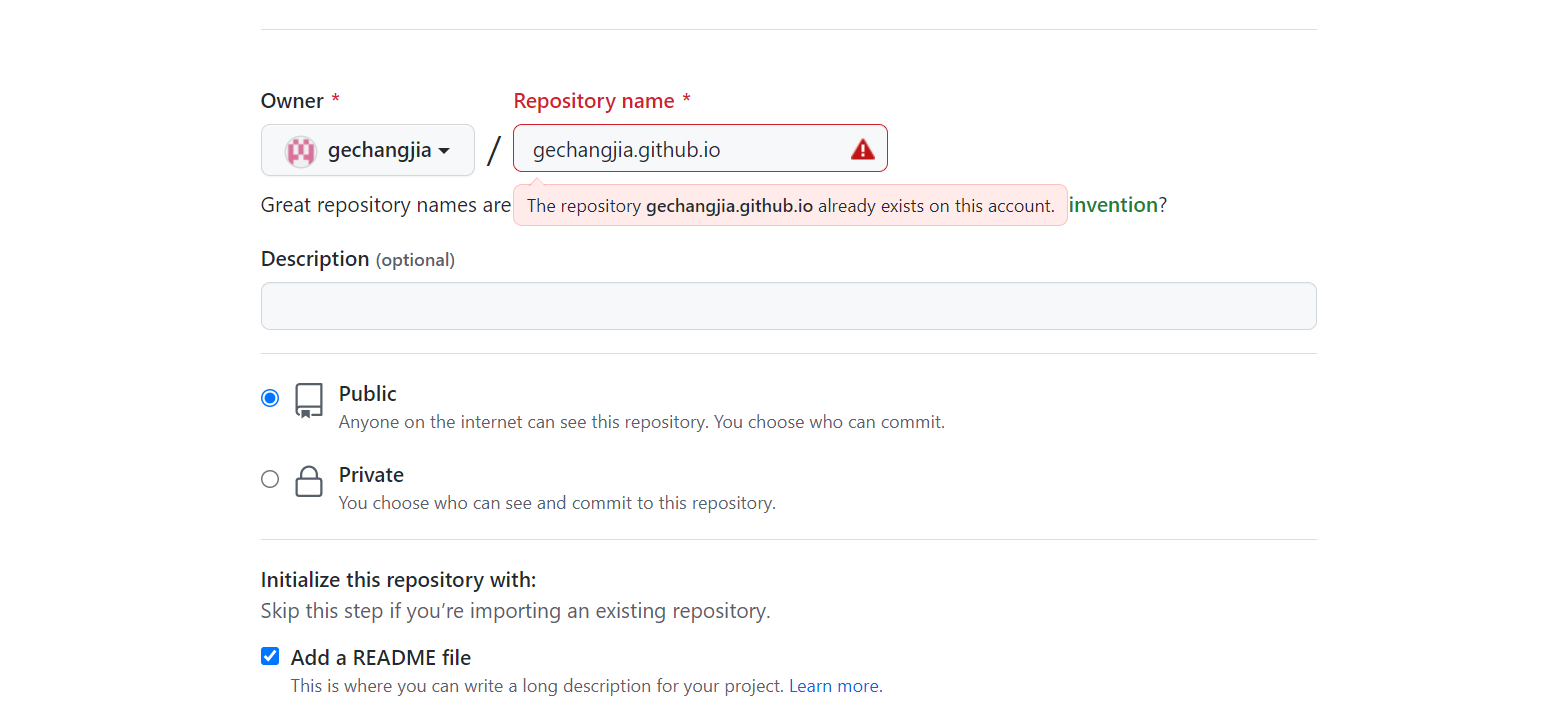 Owner *
Repository name *
gechangjia
/
gechangjia.github.io
Great repository names are
The repository gechangjia.github.io already exists on this account.
invention?
Description (optional)
Public
Anyone on the internet can see this repository. You choose who can commit.
Private
You choose who can see and commit to this repository.
Initialize this repository with:
Skip this step if you’re importing an existing repository.
Add a README file
This is where you can write a long description for your project. Learn more.